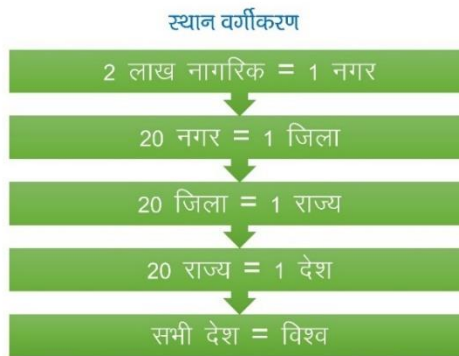 स्थान वर्गीकरण
2 लाख नागरिक = 1 नगर
20 नगर = 1 जिला
20 जिला = 1 राज्य
20 राज्य = 1 देश
सभी देश = विश्व